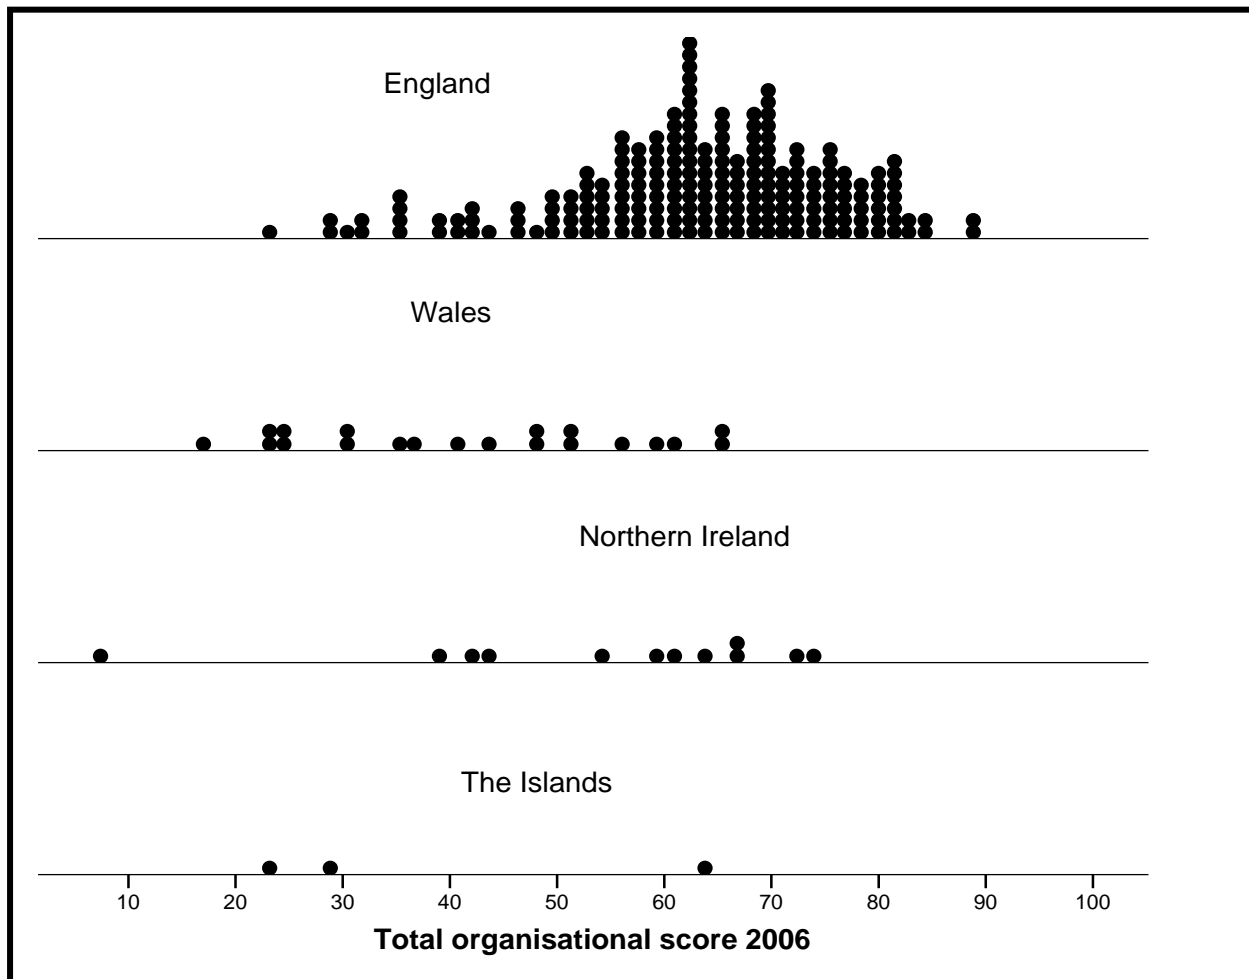 England
Wales
Northern Ireland
The Islands
10 20 30 40 50 60 70 80 90 100
Total organisational score 2006